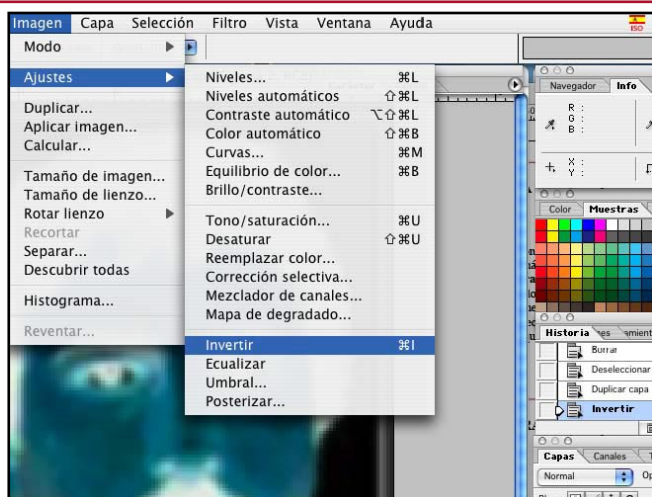 Imagen Capa Selección Filtro Vista Ventana Ayuda
ISO
Modo
Ajustes
Duplicar...
Aplicar imagen...
Calcular...
Tamaño de imagen...
Tamaño de lienzo...
Rotar lienzo
Recortar
Separar...
Descubrir todas
Histograma...
Reventar...
Niveles... ⌘L
Niveles automáticos ⇧⌘L
Contraste automático ⌥⇧⌘L
Color automático ⇧⌘B
Curvas... ⌘M
Equilibrio de color... ⌘B
Brillo/contraste...
Tono/saturación... ⌘U
Desaturar ⇧⌘U
Reemplazar color...
Corrección selectiva...
Mezclador de canales...
Mapa de degradado...
Invertir ⌘I
Ecualizar
Umbral...
Posterizar...
Navegador Info
R :
G :
B :
X :
Y :
Color Muestras
Historia
Borrar
Deseleccionar
Duplicar capa
Invertir
Capas Canales
Normal